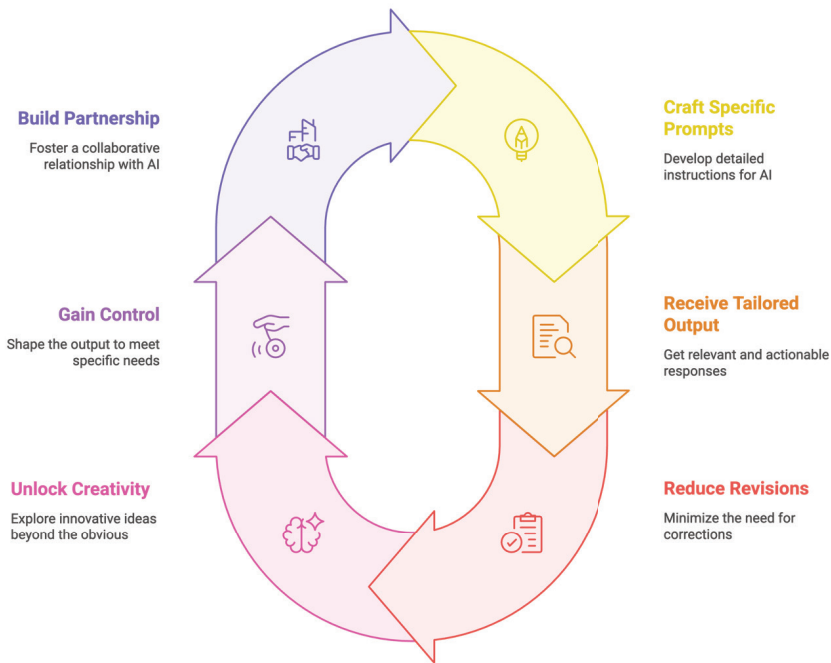 Build Partnership
Foster a collaborative
relationship with AI
Craft Specific
Prompts
Develop detailed
instructions for AI
Gain Control
Shape the output to meet
specific needs
Receive Tailored
Output
Get relevant and actionable
responses
Unlock Creativity
Explore innovative ideas
beyond the obvious
Reduce Revisions
Minimize the need for
corrections